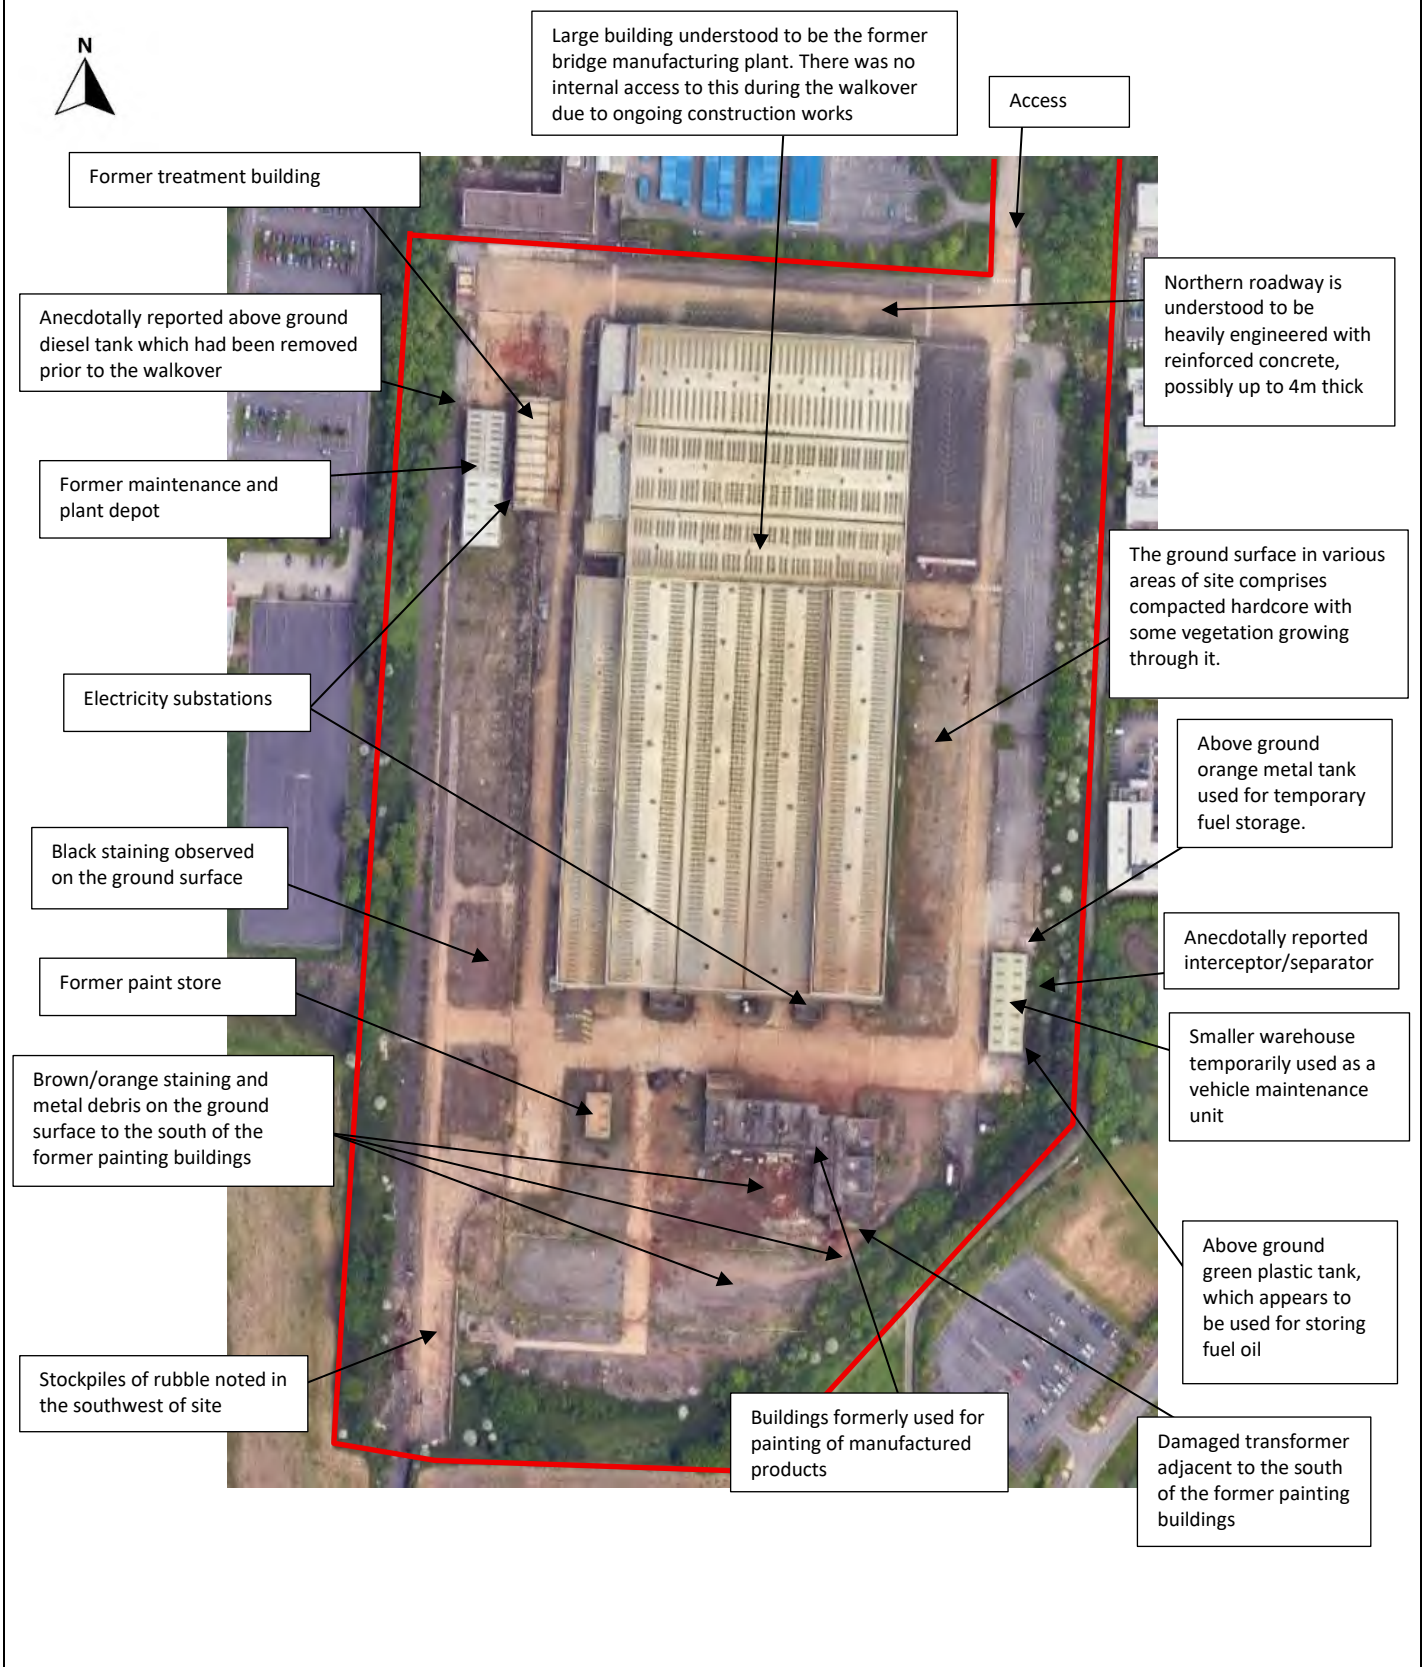 N
Large building understood to be the former
bridge manufacturing plant. There was no
internal access to this during the walkover
due to ongoing construction works
Access
Former treatment building
Northern roadway is
understood to be
heavily engineered with
reinforced concrete,
possibly up to 4m thick
Anecdotally reported above ground
diesel tank which had been removed
prior to the walkover
Former maintenance and
plant depot
The ground surface in various
areas of site comprises
compacted hardcore with
some vegetation growing
through it.
Electricity substations
Above ground
orange metal tank
used for temporary
fuel storage.
Black staining observed
on the ground surface
Anecdotally reported
interceptor/separator
Former paint store
Smaller warehouse
temporarily used as a
vehicle maintenance
unit
Brown/orange staining and
metal debris on the ground
surface to the south of the
former painting buildings
Above ground
green plastic tank,
which appears to
be used for storing
fuel oil
Stockpiles of rubble noted in
the southwest of site
Buildings formerly used for
painting of manufactured
products
Damaged transformer
adjacent to the south
of the former painting
buildings